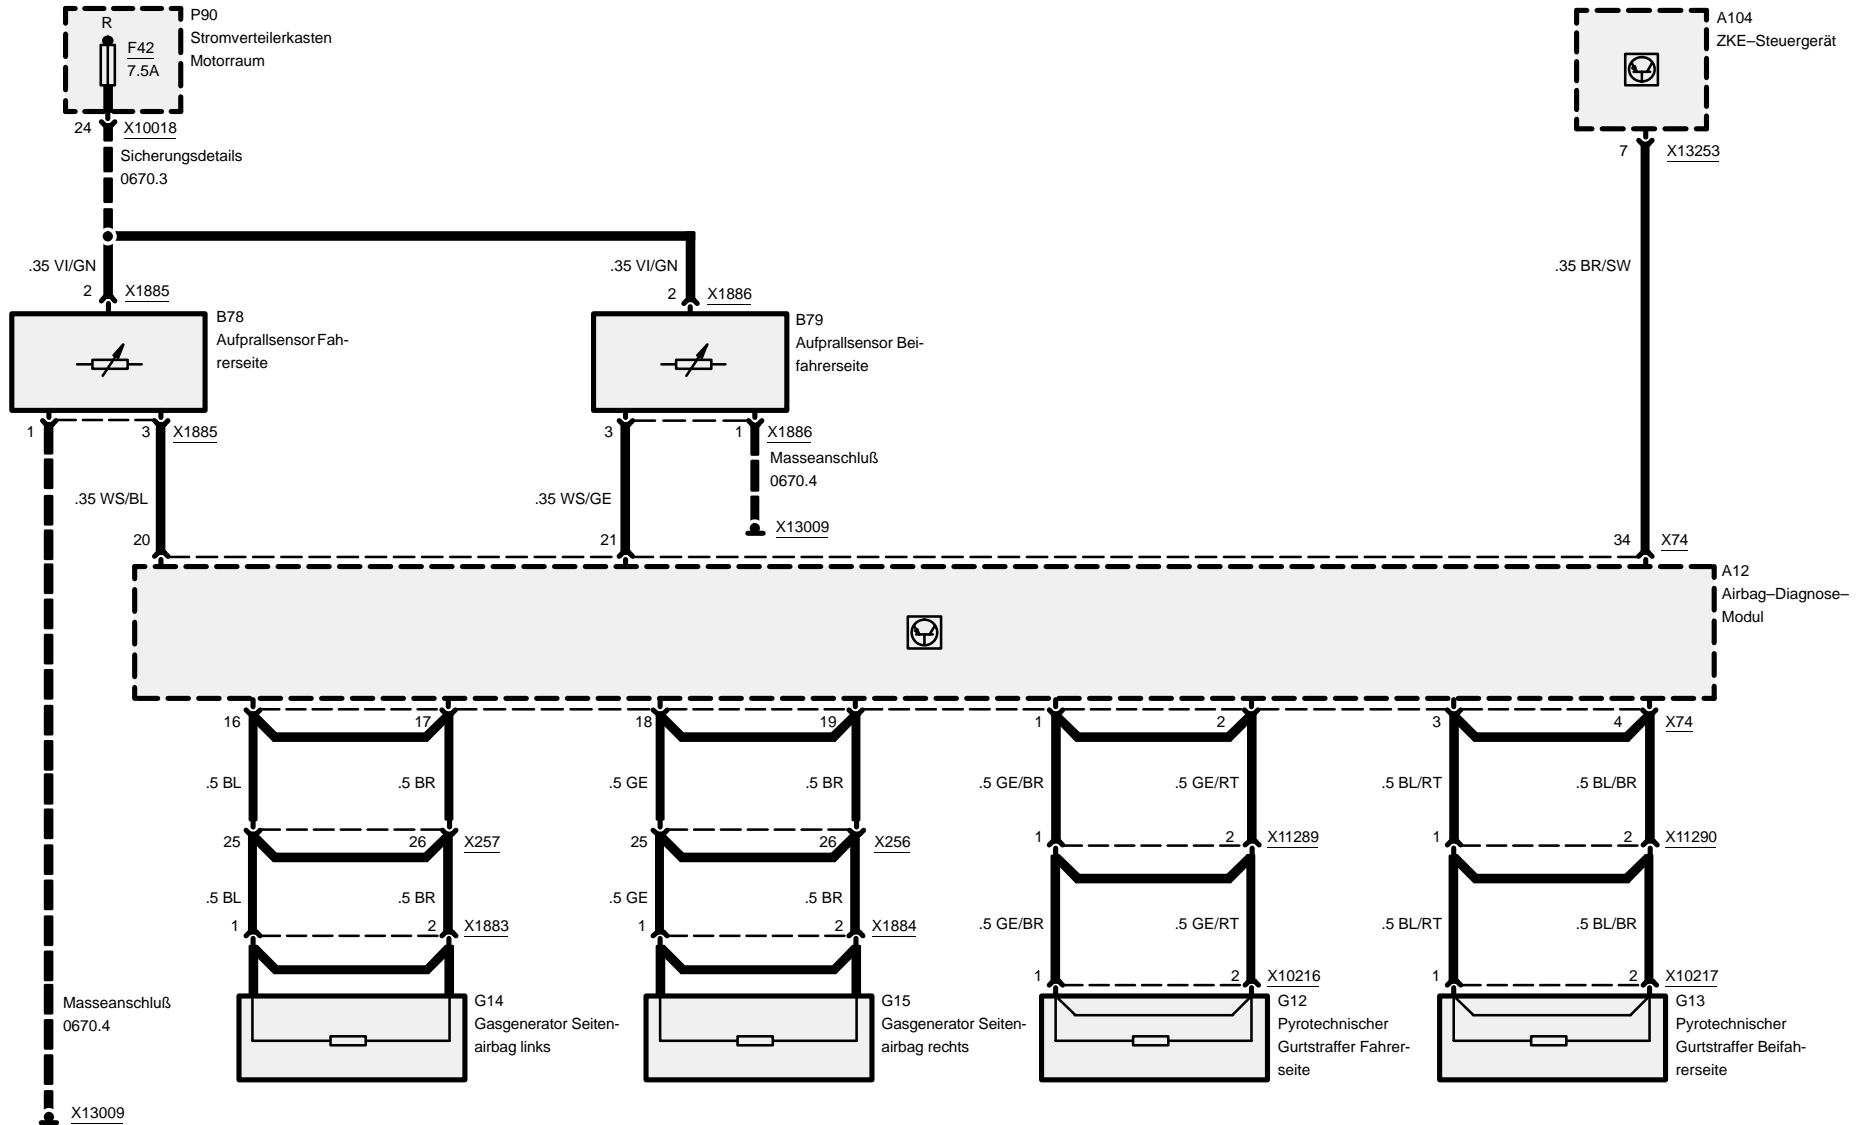 P90
Stromverteilerkasten
Motorraum
R
F42
7.5A
24
X10018
Sicherungsdetails
0670.3
A104
ZKE–Steuergerät
7
X13253
.35 VI/GN
2
X1885
.35 VI/GN
2
X1886
.35 BR/SW
B78
Aufprallsensor Fah-
rerseite
B79
Aufprallsensor Bei-
fahrerseite
1
3
X1885
3
1
X1886
Masseanschluß
0670.4
.35 WS/BL
.35 WS/GE
X13009
20
21
34
X74
A12
Airbag–Diagnose–
Modul
16
17
18
19
1
2
3
4
X74
.5 BL
.5 BR
.5 GE
.5 BR
.5 GE/BR
.5 GE/RT
.5 BL/RT
.5 BL/BR
25
26
X257
25
26
X256
1
2
X11289
1
2
X11290
.5 BL
.5 BR
.5 GE
.5 BR
.5 GE/BR
.5 GE/RT
.5 BL/RT
.5 BL/BR
1
2
X1883
1
2
X1884
1
2
X10216
1
2
X10217
Masseanschluß
0670.4
G14
Gasgenerator Seiten-
airbag links
G15
Gasgenerator Seiten-
airbag rechts
G12
Pyrotechnischer
Gurtstraffer Fahrer-
seite
G13
Pyrotechnischer
Gurtstraffer Beifah-
rerseite
X13009